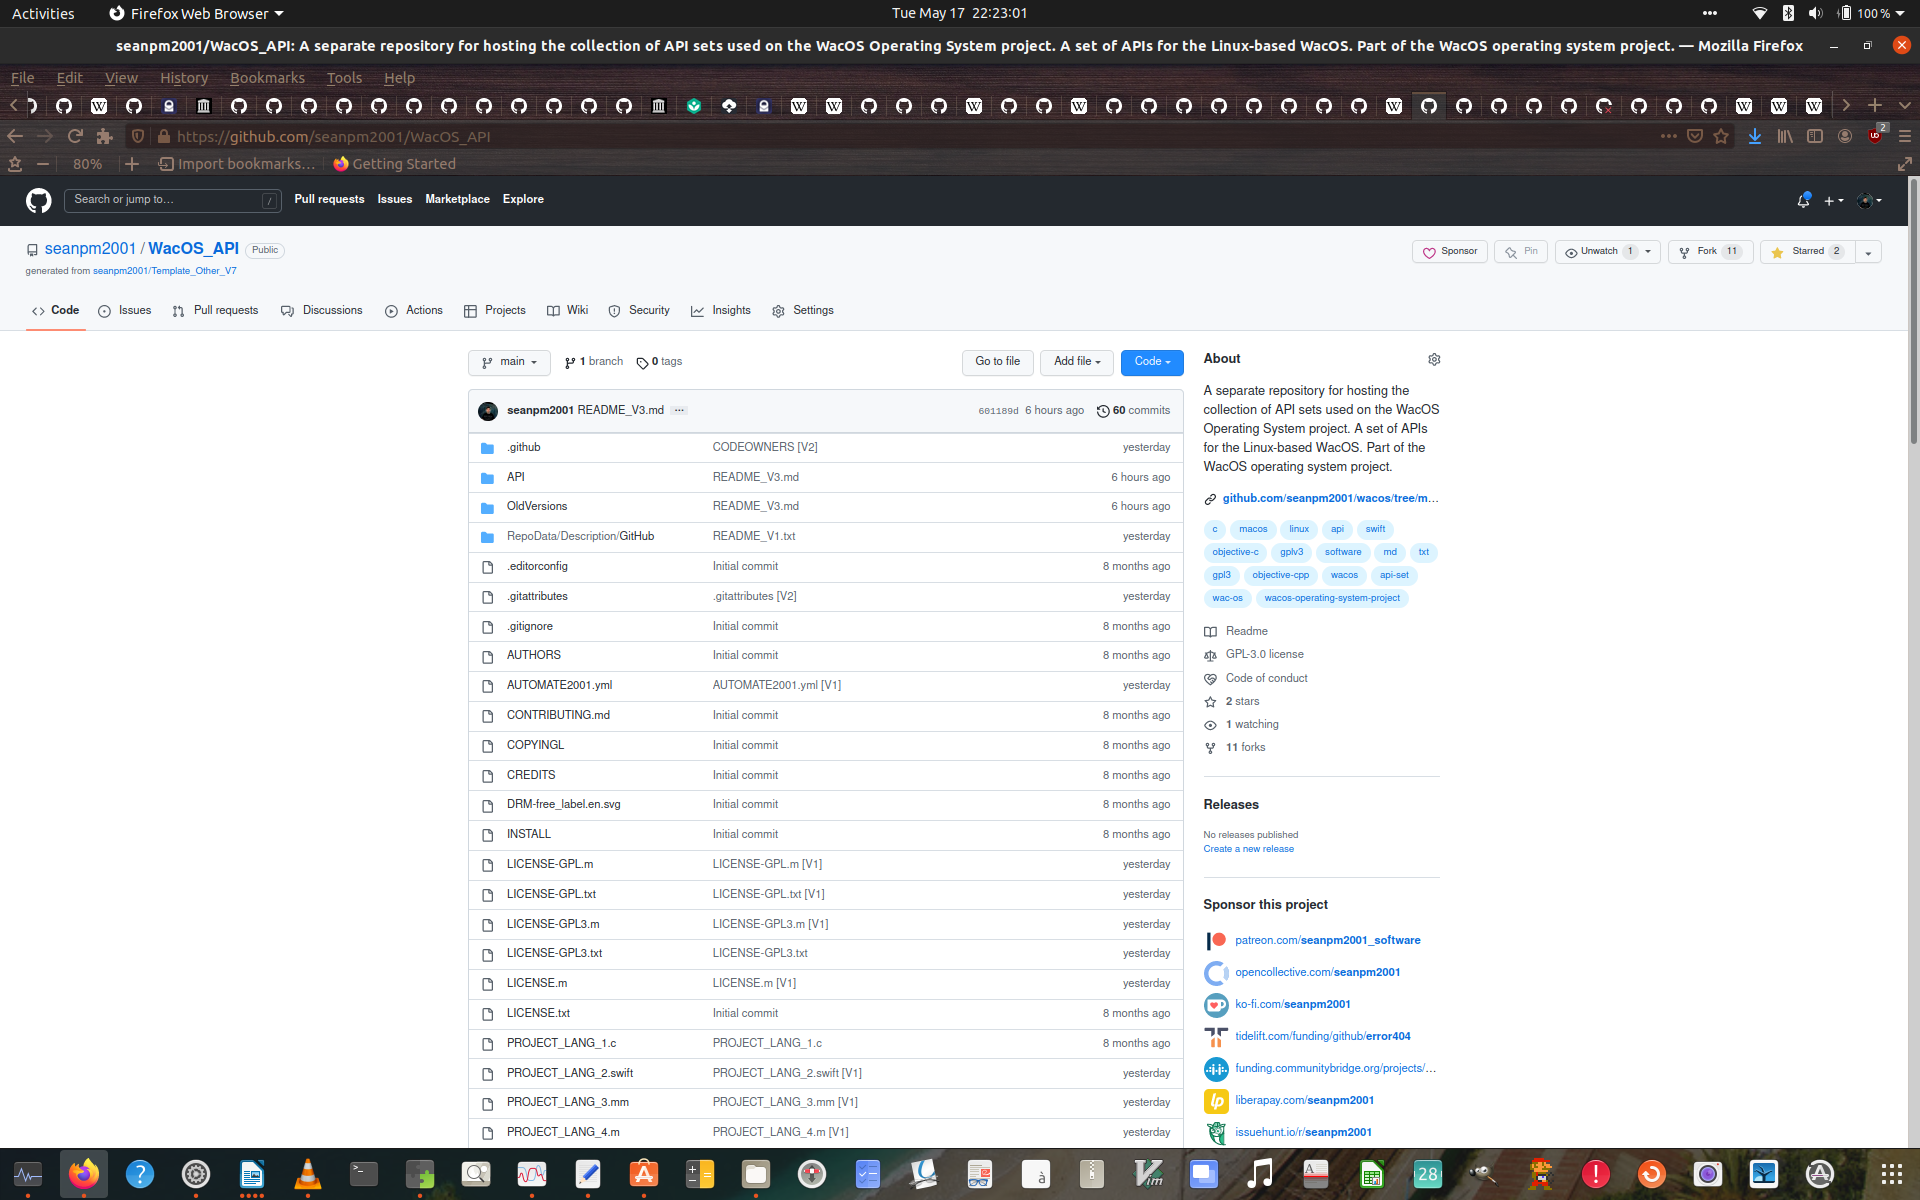 Activities
Firefox Web Browser
Tue May 17 22:23:01
100 %
seanpm2001/WacOS_API: A separate repository for hosting the collection of API sets used on the WacOS Operating System project. A set of APIs for the Linux-based WacOS. Part of the WacOS operating system project. — Mozilla Firefox
File Edit View History Bookmarks Tools Help
https://github.com/seanpm2001/WacOS_API
2
80%
Import bookmarks...
Getting Started
Search or jump to...
/
Pull requests
Issues
Marketplace
Explore
seanpm2001 / WacOS_API
Public
generated from seanpm2001/Template_Other_V7
Sponsor
Pin
Unwatch 1
Fork 11
Starred 2
Code
Issues
Pull requests
Discussions
Actions
Projects
Wiki
Security
Insights
Settings
main
1 branch
0 tags
Go to file
Add file
Code
seanpm2001 README_V3.md ...
601189d 6 hours ago
60 commits
.github CODEOWNERS [V2] yesterday
API README_V3.md 6 hours ago
OldVersions README_V3.md 6 hours ago
RepoData/Description/GitHub README_V1.txt yesterday
.editorconfig Initial commit 8 months ago
.gitattributes .gitattributes [V2] yesterday
.gitignore Initial commit 8 months ago
AUTHORS Initial commit 8 months ago
AUTOMATE2001.yml AUTOMATE2001.yml [V1] yesterday
CONTRIBUTING.md Initial commit 8 months ago
COPYINGL Initial commit 8 months ago
CREDITS Initial commit 8 months ago
DRM-free_label.en.svg Initial commit 8 months ago
INSTALL Initial commit 8 months ago
LICENSE-GPL.m LICENSE-GPL.m [V1] yesterday
LICENSE-GPL.txt LICENSE-GPL.txt [V1] yesterday
LICENSE-GPL3.m LICENSE-GPL3.m [V1] yesterday
LICENSE-GPL3.txt LICENSE-GPL3.txt yesterday
LICENSE.m LICENSE.m [V1] yesterday
LICENSE.txt Initial commit 8 months ago
PROJECT_LANG_1.c PROJECT_LANG_1.c 8 months ago
PROJECT_LANG_2.swift PROJECT_LANG_2.swift [V1] yesterday
PROJECT_LANG_3.mm PROJECT_LANG_3.mm [V1] yesterday
PROJECT_LANG_4.m PROJECT_LANG_4.m [V1] yesterday
About
A separate repository for hosting the
collection of API sets used on the WacOS
Operating System project. A set of APIs
for the Linux-based WacOS. Part of the
WacOS operating system project.
github.com/seanpm2001/wacos/tree/m...
c macos linux api swift
objective-c gplv3 software md txt
gpl3 objective-cpp wacos api-set
wac-os wacos-operating-system-project
Readme
GPL-3.0 license
Code of conduct
2 stars
1 watching
11 forks
Releases
No releases published
Create a new release
Sponsor this project
patreon.com/seanpm2001_software
opencollective.com/seanpm2001
ko-fi.com/seanpm2001
tidelift.com/funding/github/error404
funding.communitybridge.org/projects/...
liberapay.com/seanpm2001
issuehunt.io/r/seanpm2001
28